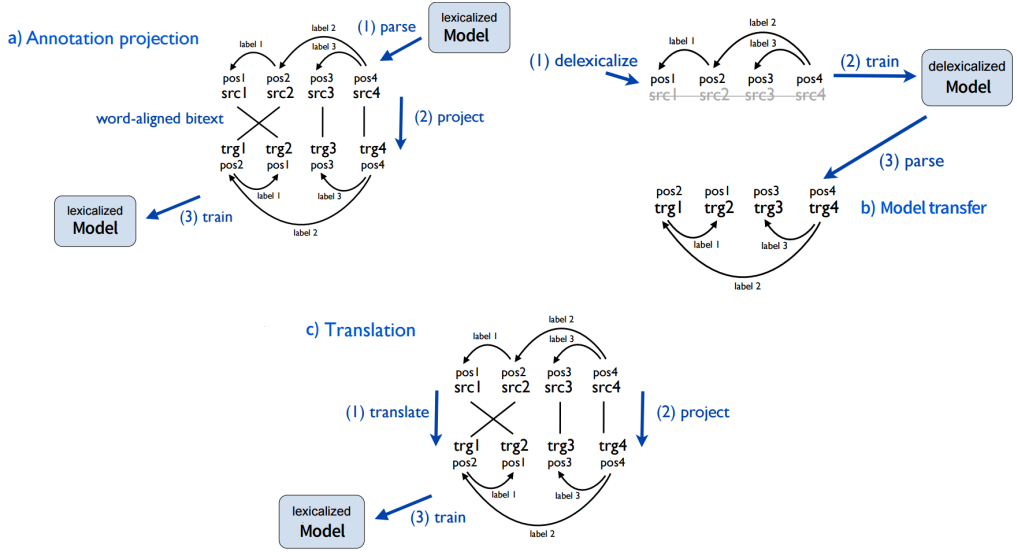 a) Annotation projection
(1) parse
lexicalized
Model
label 2
label 1
label 3
pos1 pos2 pos3 pos4
src1 src2 src3 src4
word-aligned bitext
(2) project
trg1 trg2 trg3 trg4
pos2 pos1 pos3 pos4
label 1
label 3
label 2
(3) train
lexicalized
Model
label 2
label 1
label 3
(1) delexicalize
pos1 pos2 pos3 pos4
src1 src2 src3 src4
(2) train
delexicalized
Model
(3) parse
pos2 pos1 pos3 pos4
trg1 trg2 trg3 trg4
b) Model transfer
label 1
label 3
label 2
c) Translation
label 2
label 1
label 3
pos1 pos2 pos3 pos4
src1 src2 src3 src4
(1) translate
(2) project
trg1 trg2 trg3 trg4
pos2 pos1 pos3 pos4
label 1
label 3
label 2
(3) train
lexicalized
Model